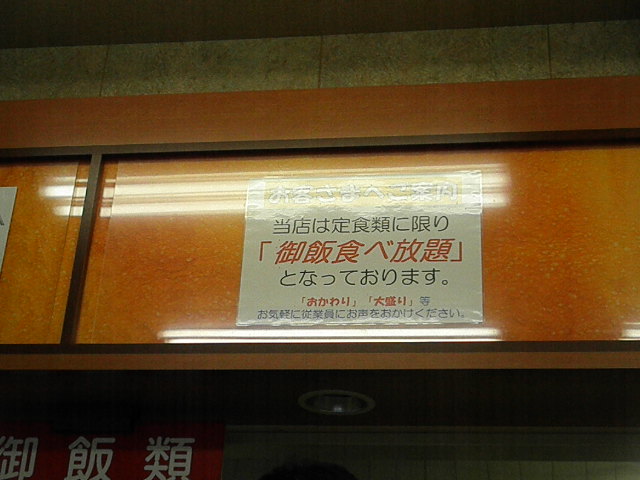 お客さまへご案内
当店は定食類に限り
「御飯食べ放題」
となっております。
「おかわり」「大盛り」等
お気軽に従業員にお声をおかけください。
御飯類